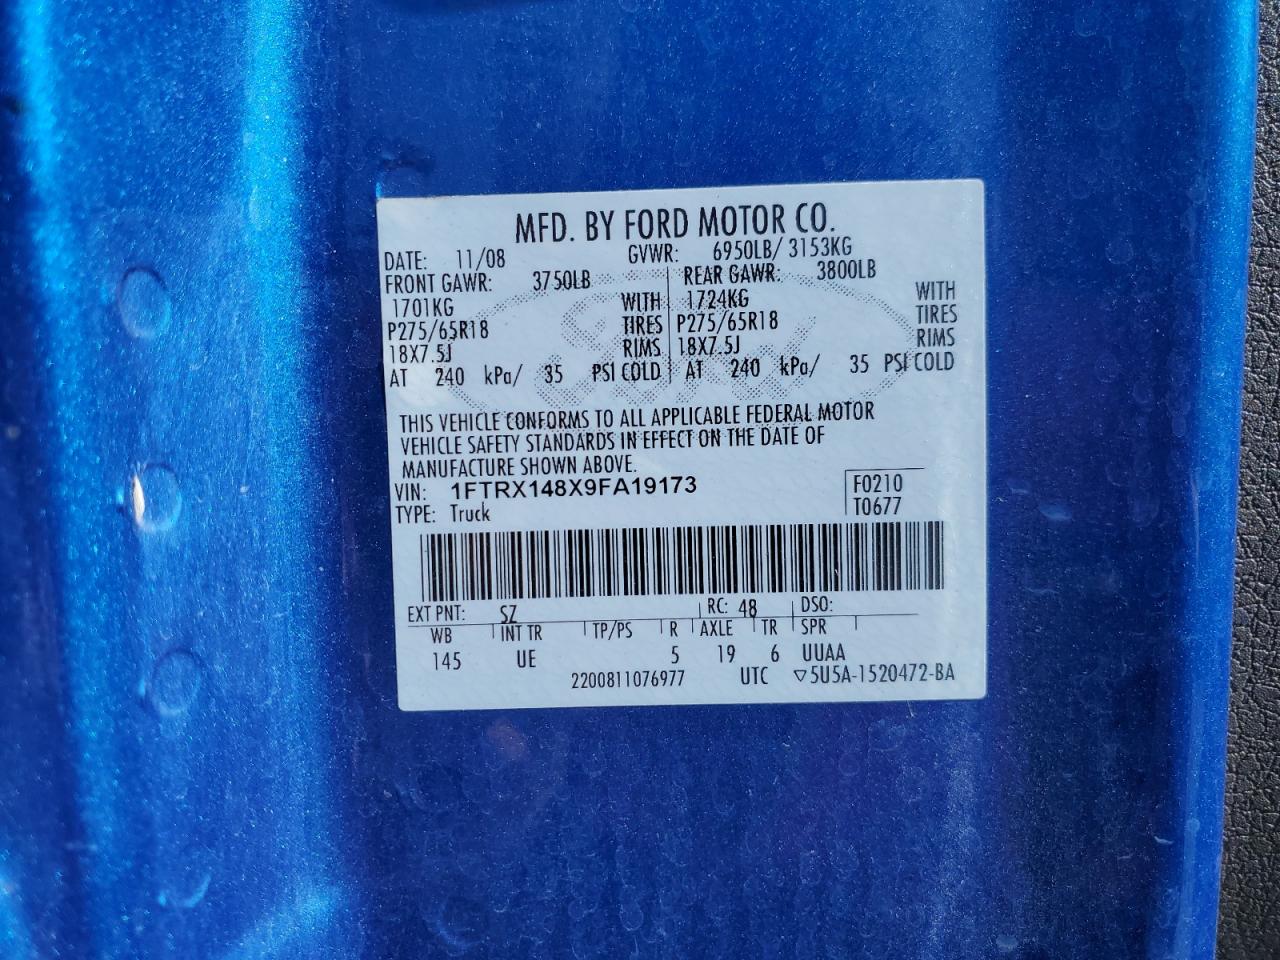 MFD. BY FORD MOTOR CO.
DATE: 11/08 GVWR: 6950LB/ 3153KG
FRONT GAWR: 3750LB REAR GAWR: 3800LB
1701KG WITH 1724KG WITH
P275/65R18 TIRES P275/65R18 TIRES
18X7.5J RIMS 18X7.5J RIMS
AT 240 kPa/ 35 PSI COLD AT 240 kPa/ 35 PSI COLD
THIS VEHICLE CONFORMS TO ALL APPLICABLE FEDERAL MOTOR
VEHICLE SAFETY STANDARDS IN EFFECT ON THE DATE OF
MANUFACTURE SHOWN ABOVE.
VIN: 1FTRX148X9FA19173 F0210
TYPE: Truck T0677
EXT PNT: SZ RC: 48 DSO:
WB INT TR TP/PS R AXLE TR SPR
145 UE 5 19 6 UUAA
2200811076977 UTC ▽5U5A-1520472-BA